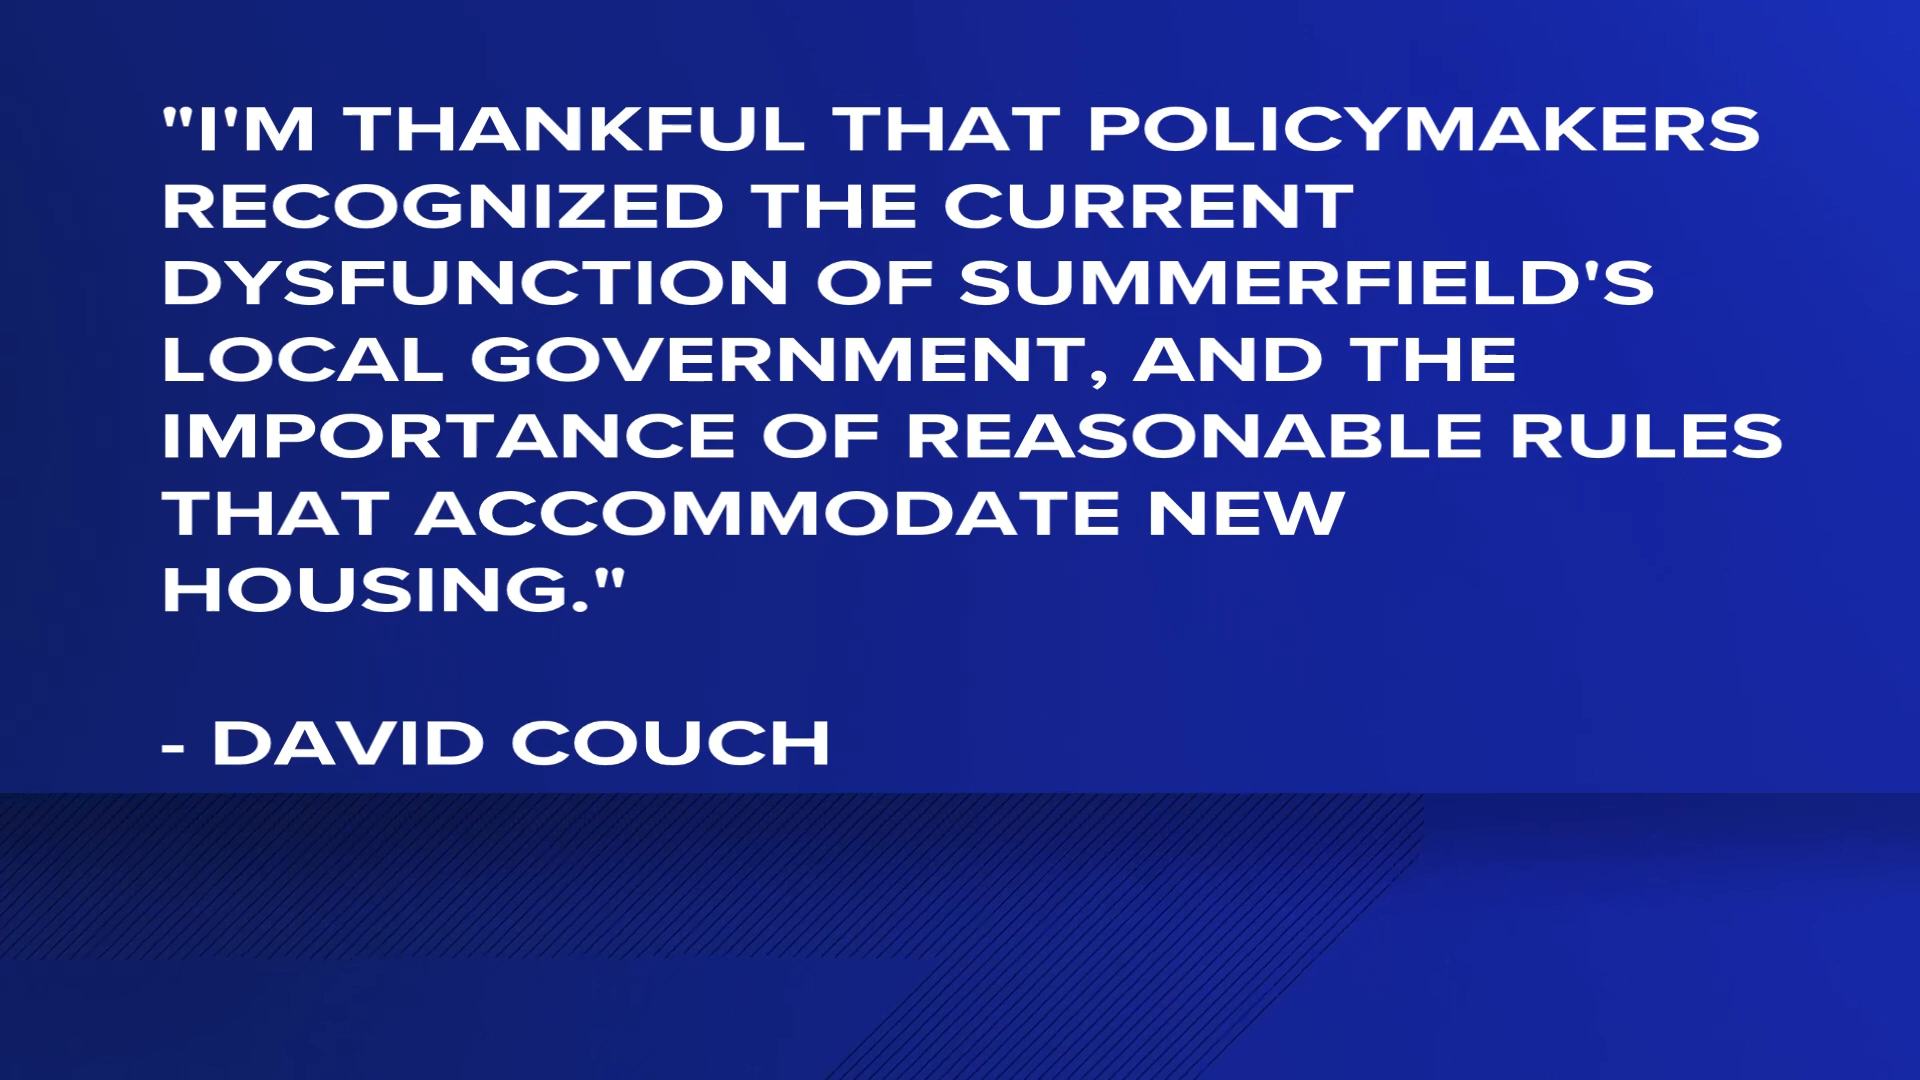 "I'M THANKFUL THAT POLICYMAKERS
RECOGNIZED THE CURRENT
DYSFUNCTION OF SUMMERFIELD'S
LOCAL GOVERNMENT, AND THE
IMPORTANCE OF REASONABLE RULES
THAT ACCOMMODATE NEW
HOUSING."
- DAVID COUCH